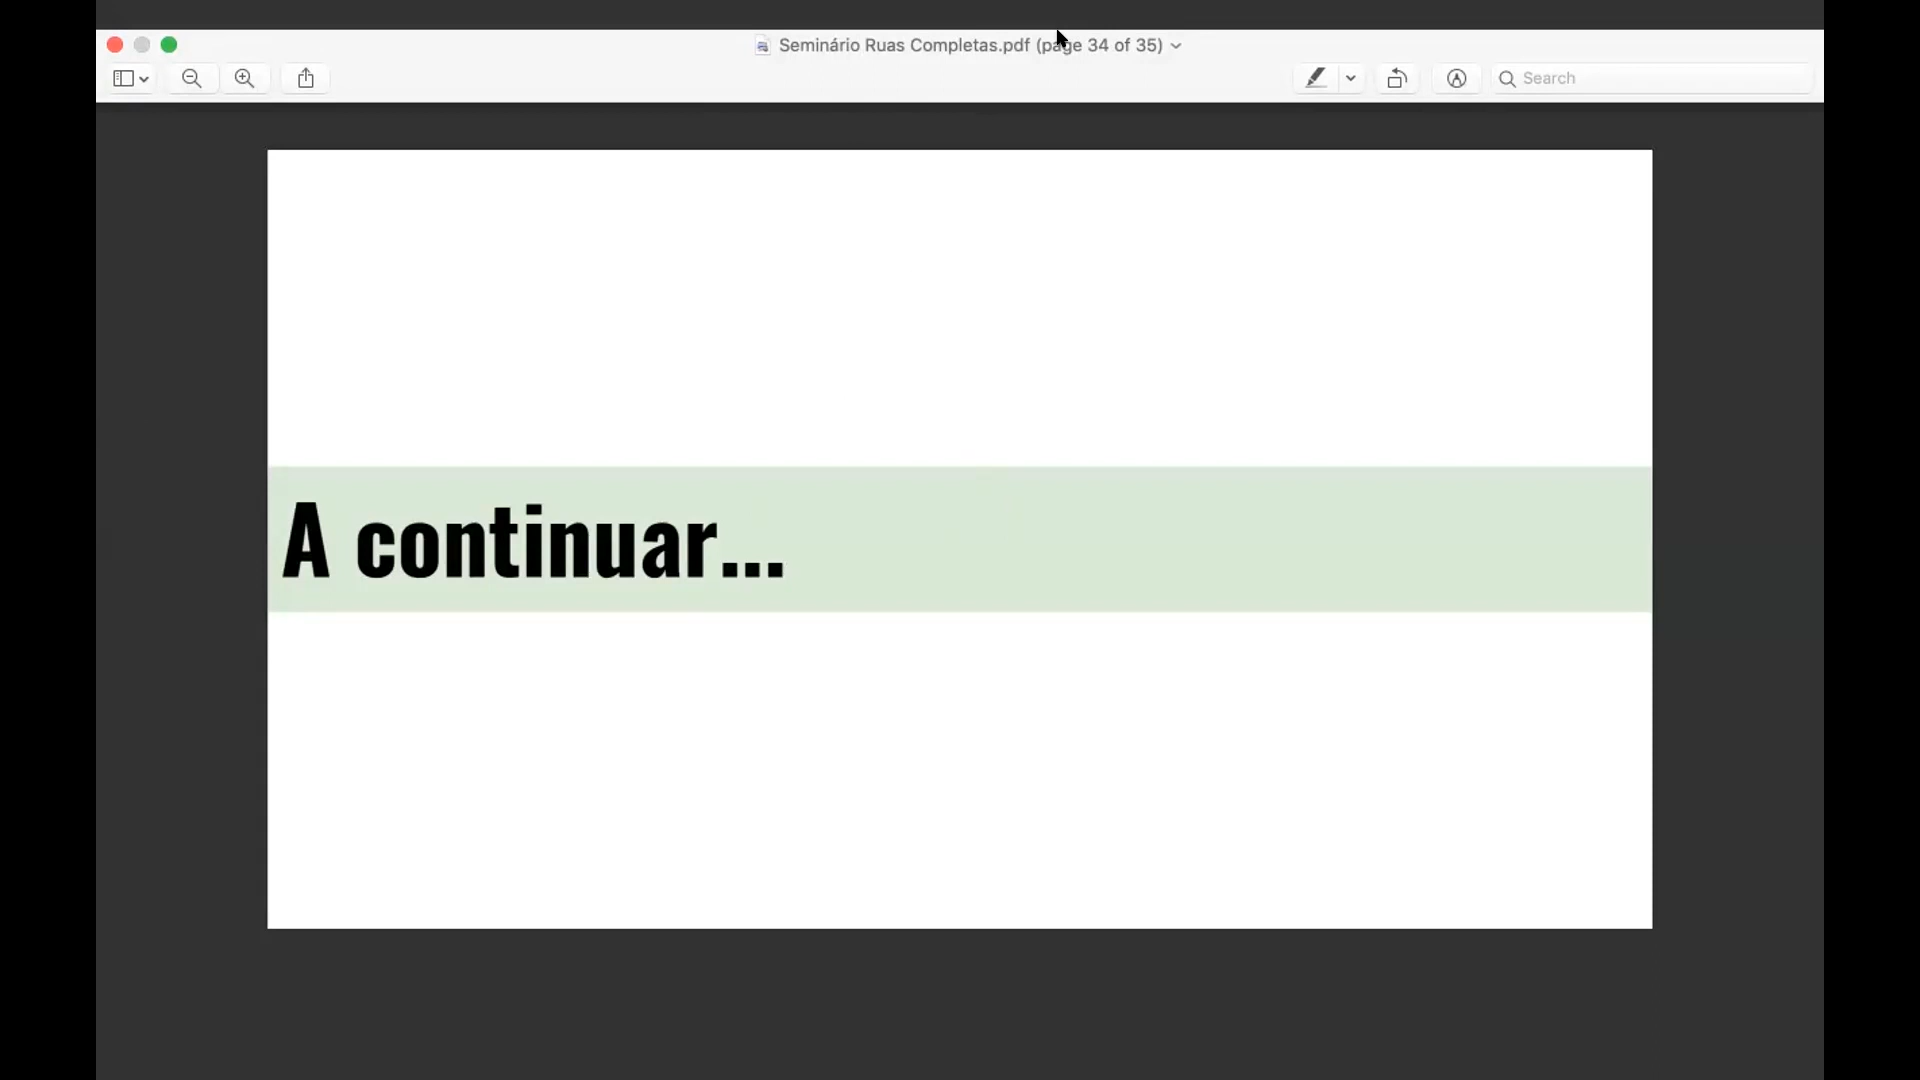 Seminário Ruas Completas.pdf (page 34 of 35)
Search
A continuar...